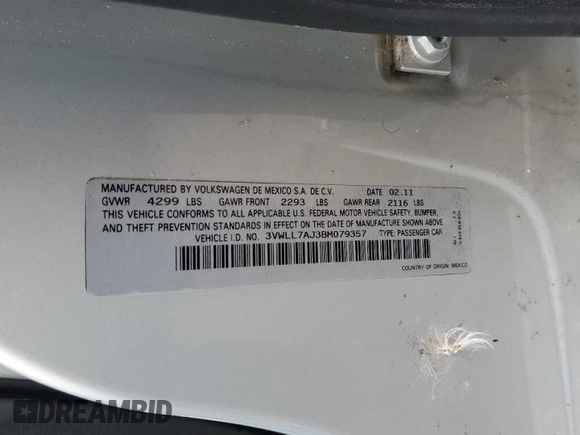 MANUFACTURED BY VOLKSWAGEN DE MEXICO S.A. DE C.V. DATE 02.11
GVWR 4299 LBS GAWR FRONT 2293 LBS GAWR REAR 2116 LBS
THIS VEHICLE CONFORMS TO ALL APPLICABLE U.S. FEDERAL MOTOR VEHICLE SAFETY, BUMPER,
AND THEFT PREVENTION STANDARDS IN EFFECT ON THE DATE OF MANUFACTURE SHOWN ABOVE.
VEHICLE I.D. NO. 3VWLL7AJ3BM079357 TYPE: PASSENGER CAR
COUNTRY OF ORIGIN: MEXICO
DREAMBID